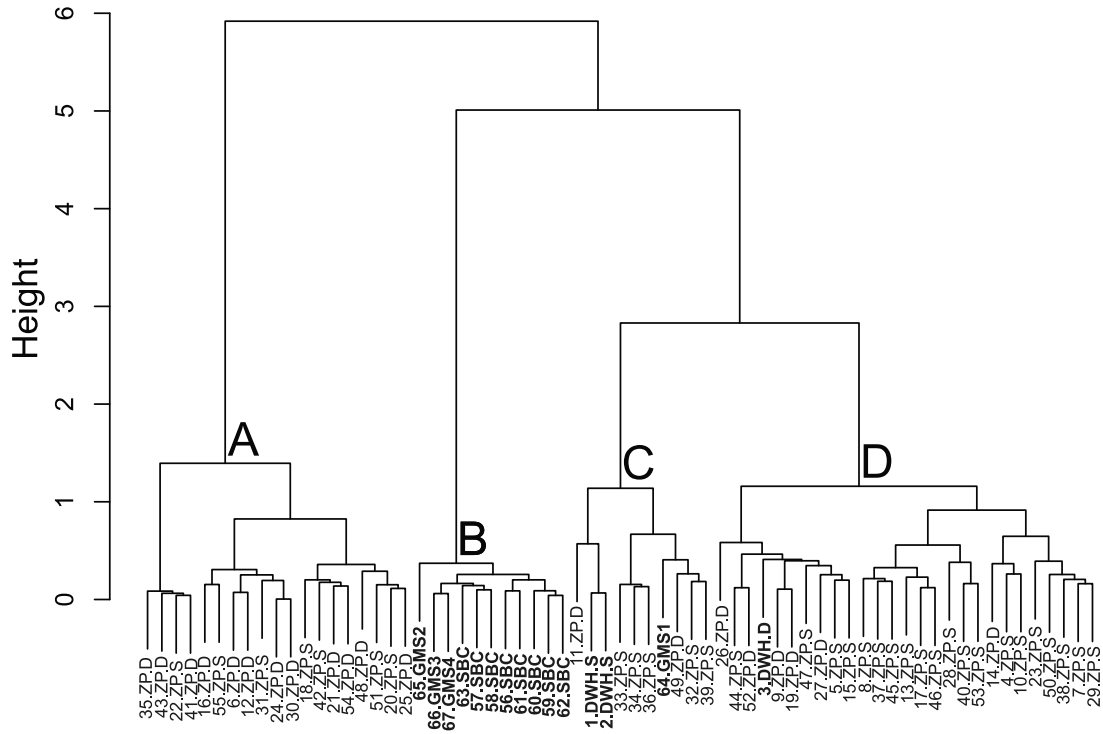 6
5
4
3
2
1
0
Height
A
B
C
D
35.ZP.D
43.ZP.D
22.ZP.S
41.ZP.D
16.ZP.D
55.ZP.S
6.ZP.D
12.ZP.D
31.ZP.S
24.ZP.D
30.ZP.D
18.ZP.S
42.ZP.S
21.ZP.D
54.ZP.D
48.ZP.D
51.ZP.S
20.ZP.S
25.ZP.D
65.GMS2
66.GMS3
67.GMS4
63.SBC
57.SBC
58.SBC
56.SBC
61.SBC
60.SBC
59.SBC
62.SBC
11.ZP.D
1.DWH.S
2.DWH.S
33.ZP.S
34.ZP.S
36.ZP.S
64.GMS1
49.ZP.D
32.ZP.S
39.ZP.S
26.ZP.D
44.ZP.S
52.ZP.D
3.DWH.D
9.ZP.D
19.ZP.D
47.ZP.S
27.ZP.D
5.ZP.S
15.ZP.S
8.ZP.S
37.ZP.S
45.ZP.S
13.ZP.S
17.ZP.S
46.ZP.S
28.ZP.S
40.ZP.S
53.ZP.S
14.ZP.D
4.ZP.S
10.ZP.S
23.ZP.S
50.ZP.S
38.ZP.S
7.ZP.S
29.ZP.S